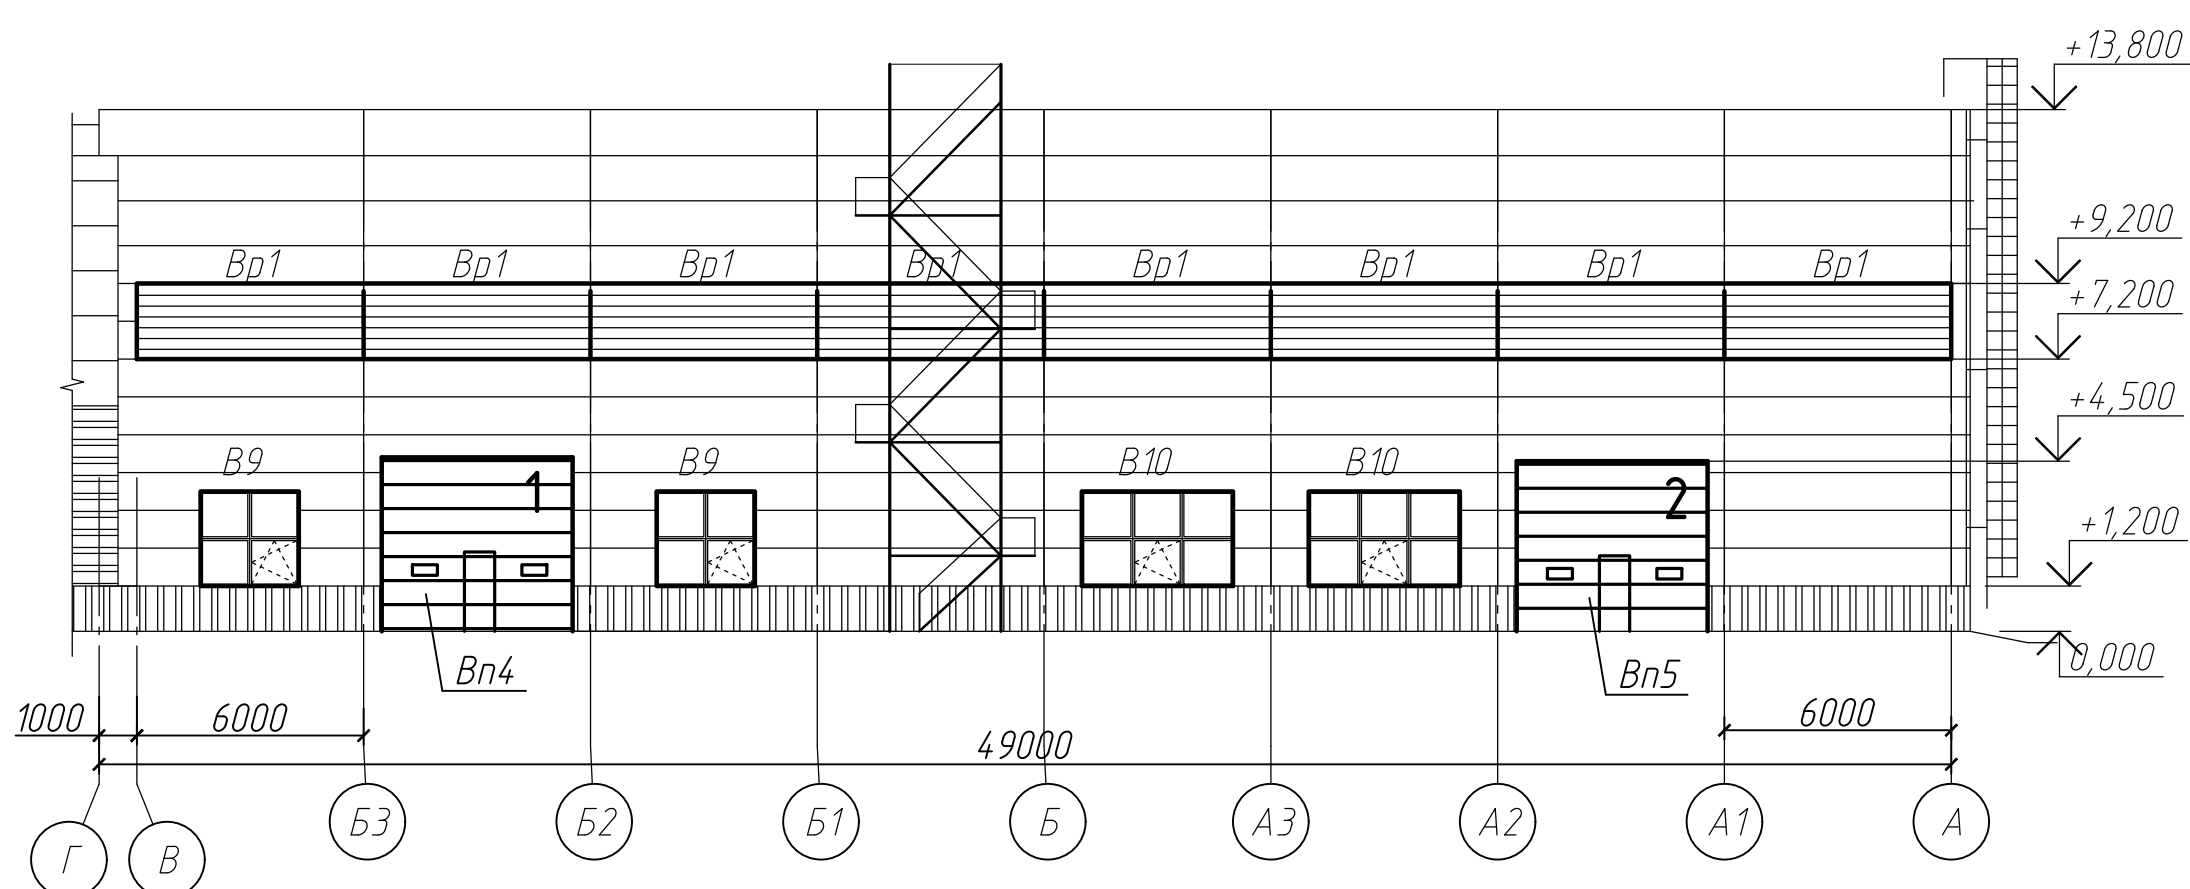 +13,800
+9,200
Вр1 Вр1 Вр1 Вр1 Вр1 Вр1 Вр1 Вр1
+7,200
+4,500
В9 В9 В10 В10
1 2
+1,200
Вп4 Вп5 0,000
1000 6000 6000
49000
Б3 Б2 Б1 Б А3 А2 А1 А
Г В